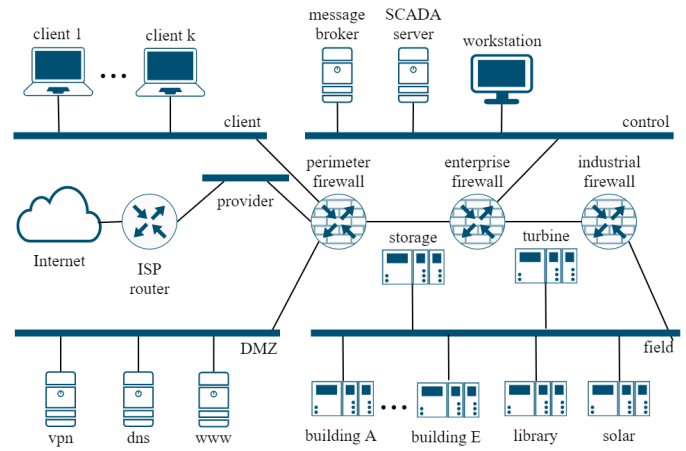 message
broker
SCADA
server
client 1
client k
workstation
client
control
perimeter
firewall
enterprise
firewall
industrial
firewall
provider
Internet
ISP
router
storage
turbine
DMZ
field
vpn
dns
www
building A
building E
library
solar